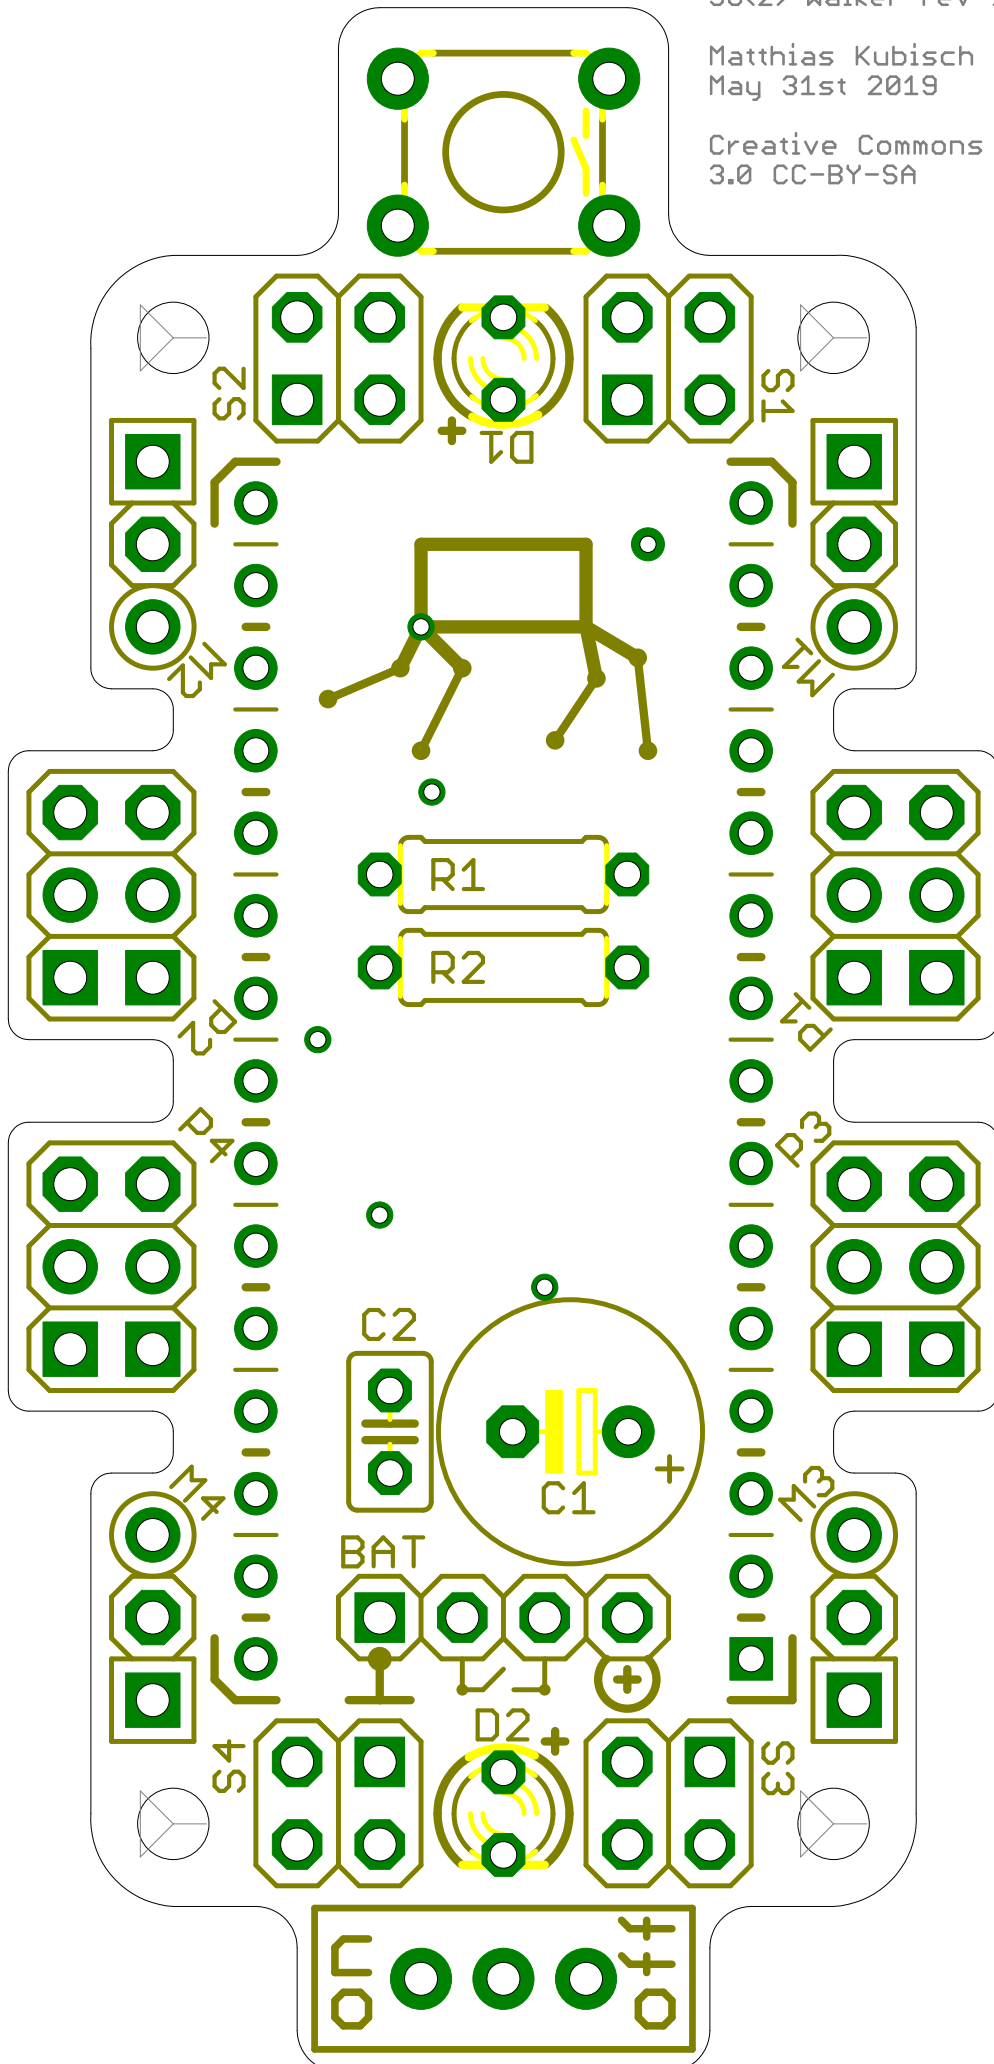 Matthias Kubisch
May 31st 2019
Creative Commons
3.0 CC-BY-SA
S2
S1
+
D1
M2
M1
R1
R2
P2
P1
P4
P3
C2
+
C1
M4
M3
BAT
+
D2
+
S4
S3
on
off